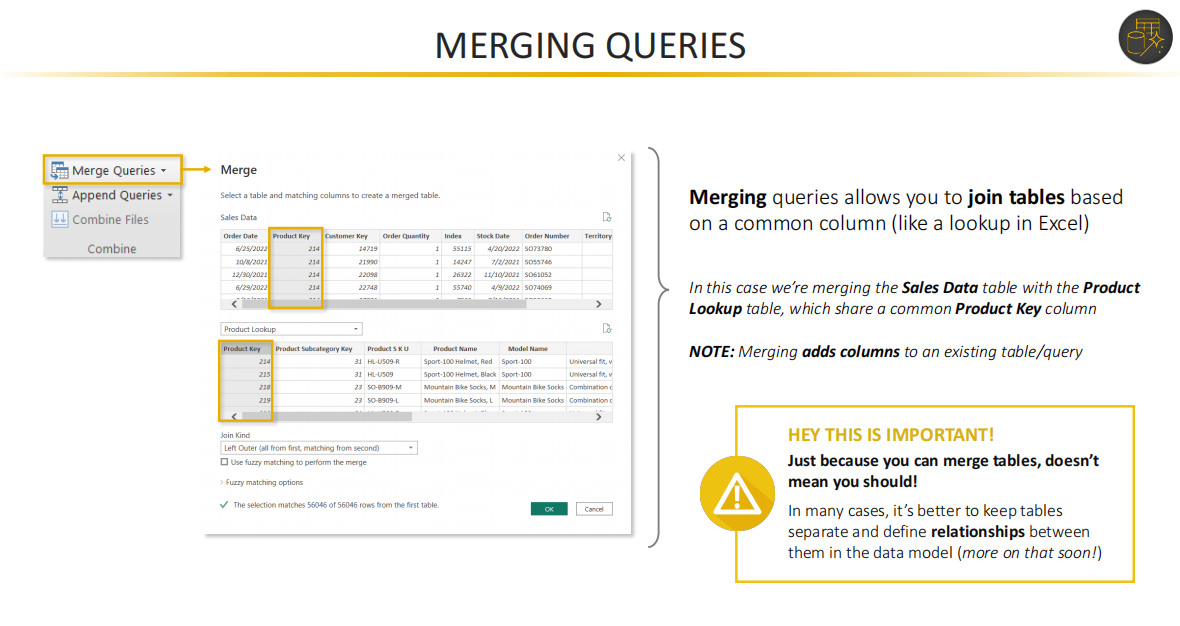 MERGING QUERIES
Merge Queries
Append Queries
Combine Files
Combine
Merge
Select a table and matching columns to create a merged table.
Sales Data
Order Date Product Key Customer Key Order Quantity Index Stock Date Order Number Territory
6/25/2022 214 14719 1 55115 4/20/2022 SO73780
10/8/2021 214 21990 1 14247 7/2/2021 SO55746
12/30/2021 214 22098 1 26322 11/10/2021 SO61052
6/29/2022 214 22748 1 55740 4/9/2022 SO74069
Product Lookup
Product Key Product Subcategory Key Product S K U Product Name Model Name
214 31 HL-U509-R Sport-100 Helmet, Red Sport-100 Universal fit, v
215 31 HL-U509 Sport-100 Helmet, Black Sport-100 Universal fit, v
218 23 SO-B909-M Mountain Bike Socks, M Mountain Bike Socks Combination c
219 23 SO-B909-L Mountain Bike Socks, L Mountain Bike Socks Combination c
Join Kind
Left Outer (all from first, matching from second)
Use fuzzy matching to perform the merge
Fuzzy matching options
The selection matches 56046 of 56046 rows from the first table.
OK Cancel
Merging queries allows you to join tables based
on a common column (like a lookup in Excel)
In this case we're merging the Sales Data table with the Product
Lookup table, which share a common Product Key column
NOTE: Merging adds columns to an existing table/query
HEY THIS IS IMPORTANT!
Just because you can merge tables, doesn't
mean you should!
In many cases, it's better to keep tables
separate and define relationships between
them in the data model (more on that soon!)